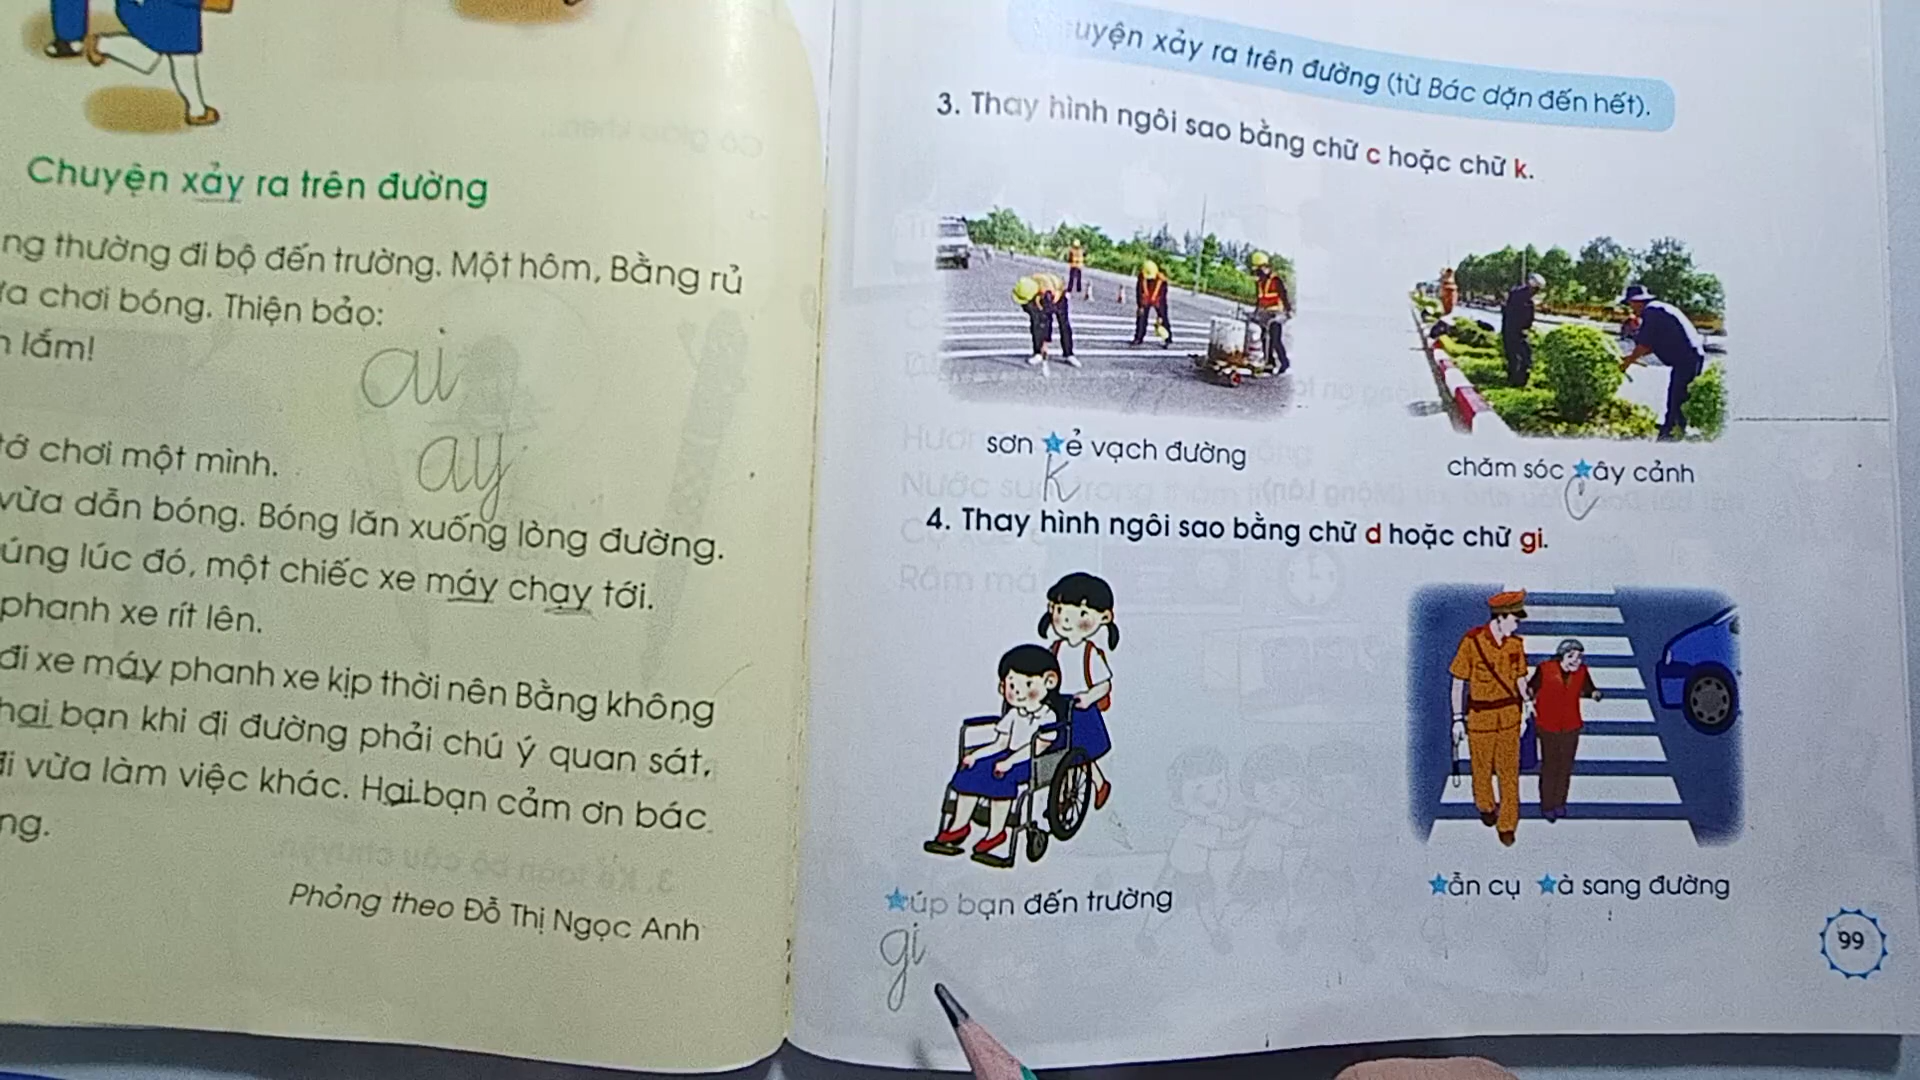 Chuyện xảy ra trên đường
ng thường đi bộ đến trường. Một hôm, Bằng rủ
chơi bóng. Thiện bảo:
lắm!
ai
ay
tớ chơi một mình.
vừa dẫn bóng. Bóng lăn xuống lòng đường.
úng lúc đó, một chiếc xe máy chạy tới.
phanh xe rít lên.
đi xe máy phanh xe kịp thời nên Bằng không
hai bạn khi đi đường phải chú ý quan sát,
đi vừa làm việc khác. Hai bạn cảm ơn bác
ng.
Phỏng theo Đỗ Thị Ngọc Anh
uyện xảy ra trên đường (từ Bác dặn đến hết).
3. Thay hình ngôi sao bằng chữ c hoặc chữ k.
sơn ★ẻ vạch đường
k
chăm sóc ★ây cảnh
c
4. Thay hình ngôi sao bằng chữ d hoặc chữ gi.
★úp bạn đến trường
gi
★ẫn cụ ★à sang đường
99